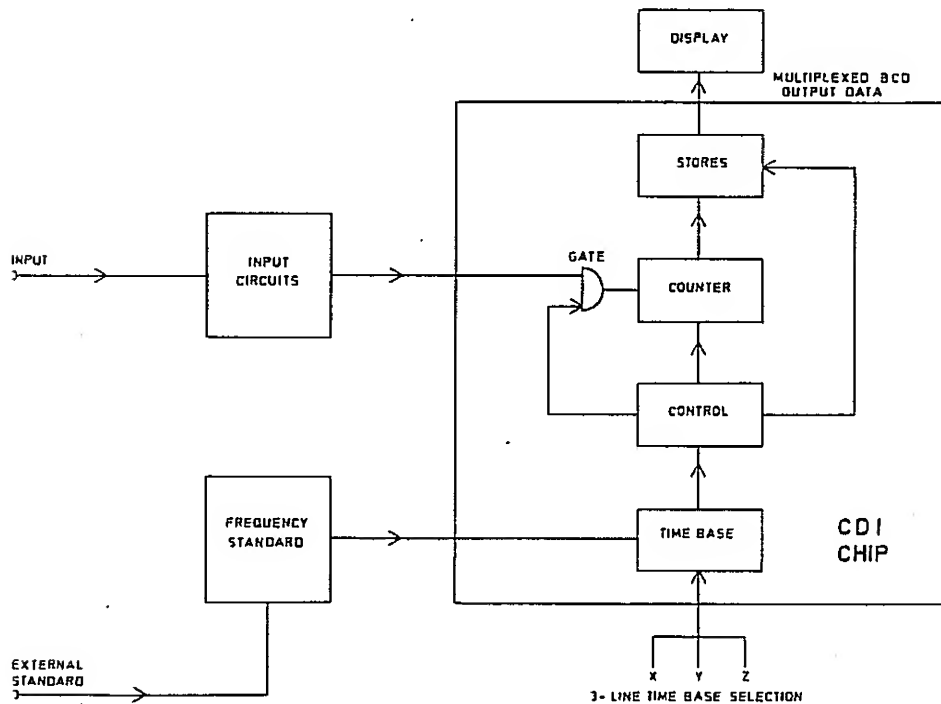 DISPLAY
MULTIPLEXED BCD
OUTPUT DATA
STORES
INPUT
INPUT
CIRCUITS
GATE
COUNTER
CONTROL
FREQUENCY
STANDARD
TIME BASE
CDI
CHIP
EXTERNAL
STANDARD
X Y Z
3-LINE TIME BASE SELECTION